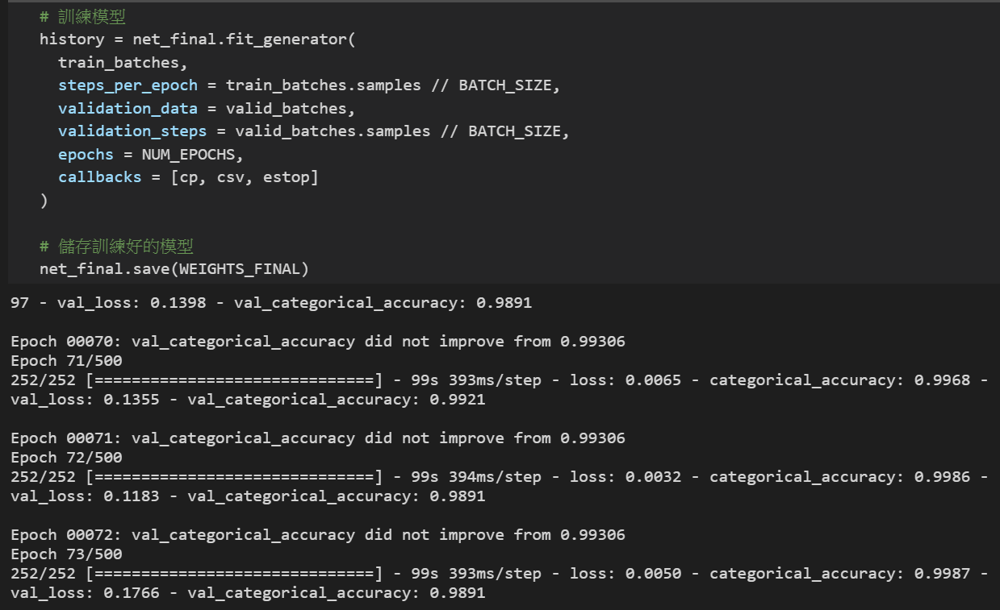 # 訓練模型
history = net_final.fit_generator(
train_batches,
steps_per_epoch = train_batches.samples // BATCH_SIZE,
validation_data = valid_batches,
validation_steps = valid_batches.samples // BATCH_SIZE,
epochs = NUM_EPOCHS,
callbacks = [cp, csv, estop]
)
# 儲存訓練好的模型
net_final.save(WEIGHTS_FINAL)
97 - val_loss: 0.1398 - val_categorical_accuracy: 0.9891
Epoch 00070: val_categorical_accuracy did not improve from 0.99306
Epoch 71/500
252/252 [==============================] - 99s 393ms/step - loss: 0.0065 - categorical_accuracy: 0.9968 -
val_loss: 0.1355 - val_categorical_accuracy: 0.9921
Epoch 00071: val_categorical_accuracy did not improve from 0.99306
Epoch 72/500
252/252 [==============================] - 99s 394ms/step - loss: 0.0032 - categorical_accuracy: 0.9986 -
val_loss: 0.1183 - val_categorical_accuracy: 0.9891
Epoch 00072: val_categorical_accuracy did not improve from 0.99306
Epoch 73/500
252/252 [==============================] - 99s 393ms/step - loss: 0.0050 - categorical_accuracy: 0.9987 -
val_loss: 0.1766 - val_categorical_accuracy: 0.9891